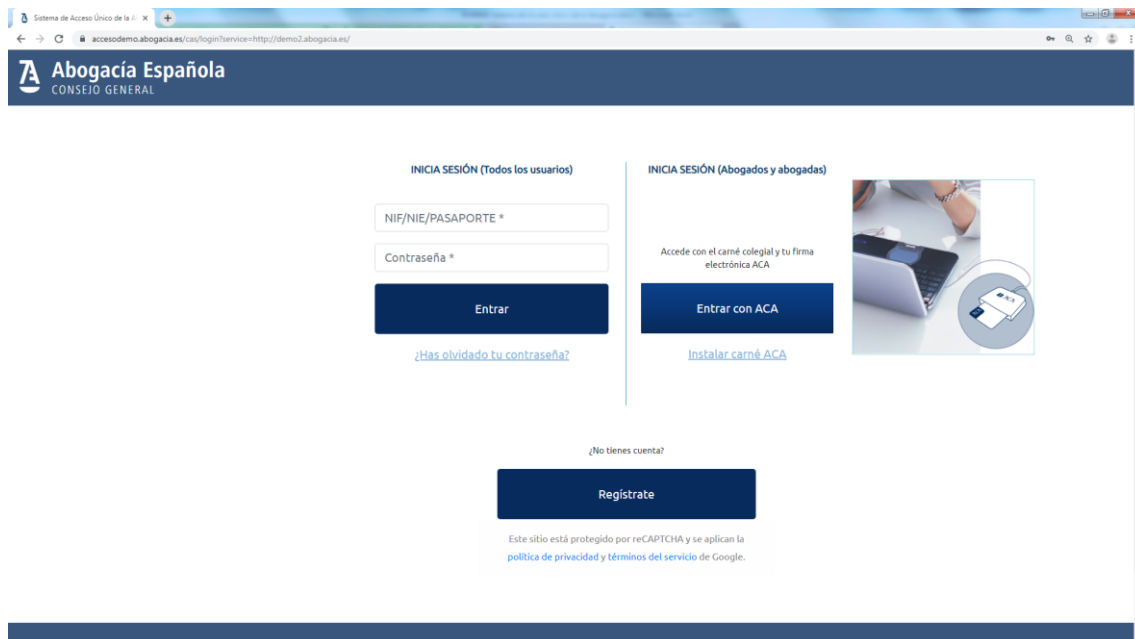 Sistema de Acceso Único de la A
accesodemo.abogacia.es/cas/login?service=http://demo2.abogacia.es/
Abogacía Española
CONSEJO GENERAL
INICIA SESIÓN (Todos los usuarios)
NIF/NIE/PASAPORTE *
Contraseña *
Entrar
¿Has olvidado tu contraseña?
INICIA SESIÓN (Abogados y abogadas)
Accede con el carné colegial y tu firma
electrónica ACA
Entrar con ACA
Instalar carné ACA
ACA
¿No tienes cuenta?
Regístrate
Este sitio está protegido por reCAPTCHA y se aplican la
política de privacidad y términos del servicio de Google.